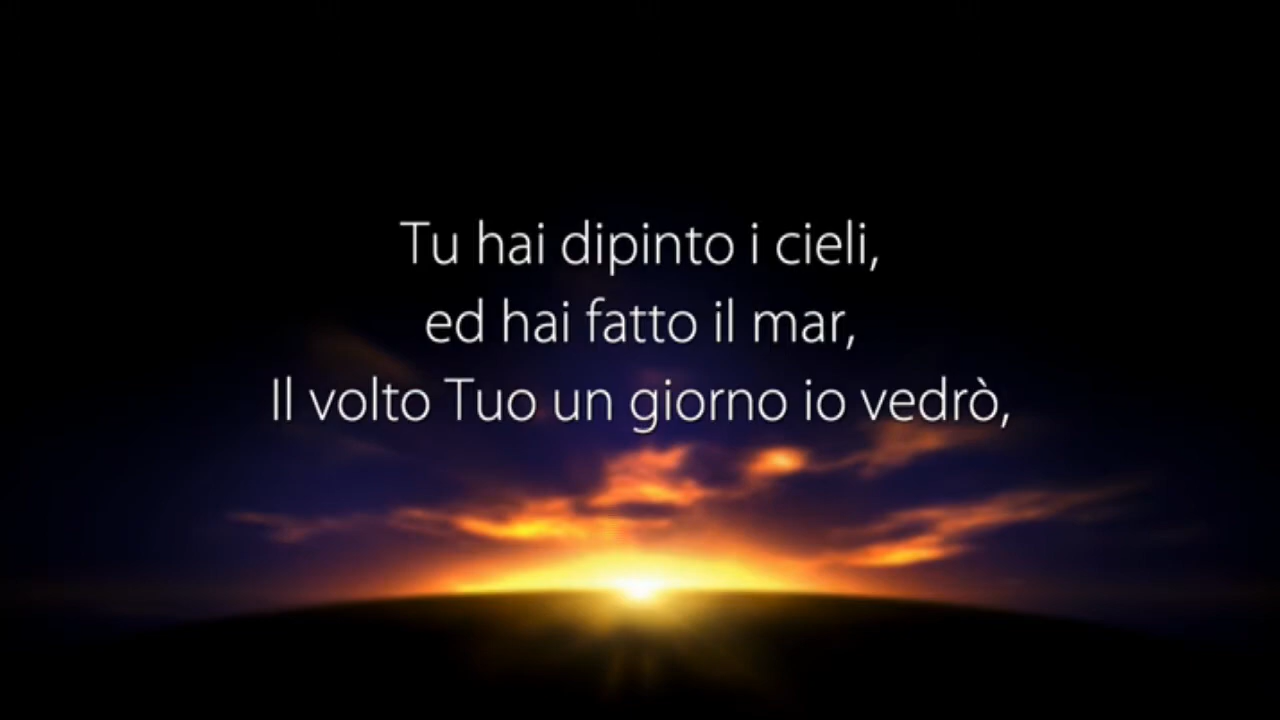 Tu hai dipinto i cieli,
ed hai fatto il mar,
Il volto Tuo un giorno io vedrò,